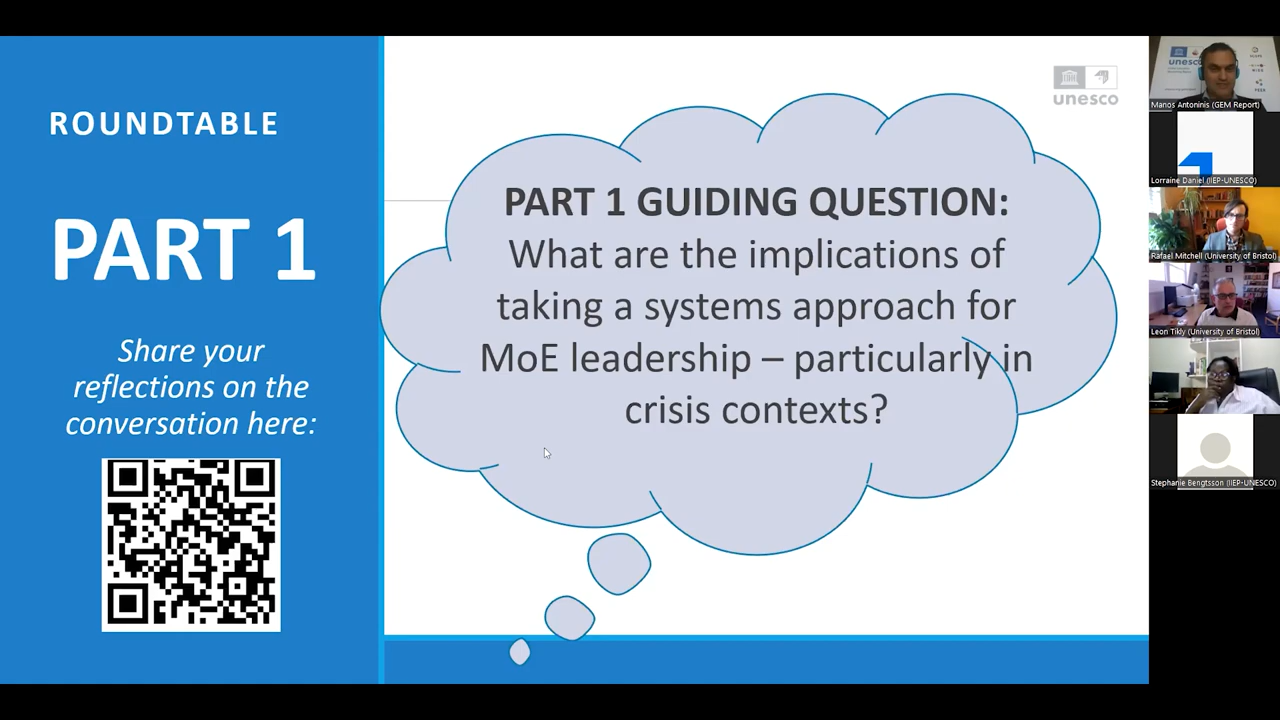 ROUNDTABLE
PART 1
Share your
reflections on the
conversation here:
unesco
PART 1 GUIDING QUESTION:
What are the implications of
taking a systems approach for
MoE leadership – particularly in
crisis contexts?
unesco
Manos Antoninis (GEM Report)
Lorraine Daniel (IIEP-UNESCO)
Rafael Mitchell (University of Bristol)
Leon Tikly (University of Bristol)
Stephanie Bengtsson (IIEP-UNESCO)